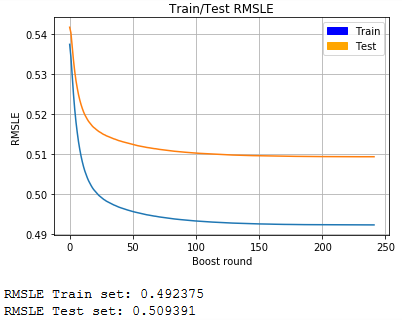 Train/Test RMSLE
Train
Test
RMSLE
0.54
0.53
0.52
0.51
0.50
0.49
0 50 100 150 200 250
Boost round
RMSLE Train set: 0.492375
RMSLE Test set: 0.509391